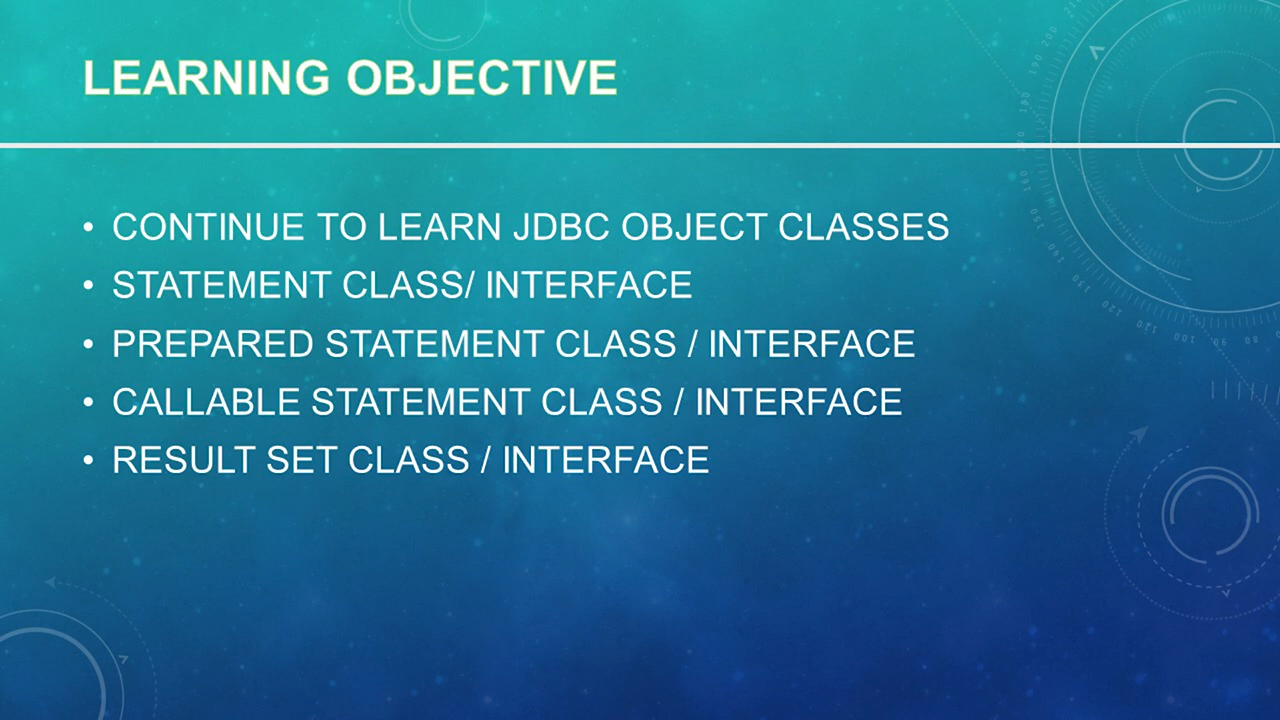 LEARNING OBJECTIVE
• CONTINUE TO LEARN JDBC OBJECT CLASSES
• STATEMENT CLASS/ INTERFACE
• PREPARED STATEMENT CLASS / INTERFACE
• CALLABLE STATEMENT CLASS / INTERFACE
• RESULT SET CLASS / INTERFACE